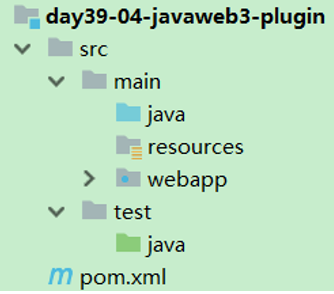 day39-04-javaweb3-plugin
src
main
java
resources
webapp
test
java
pom.xml